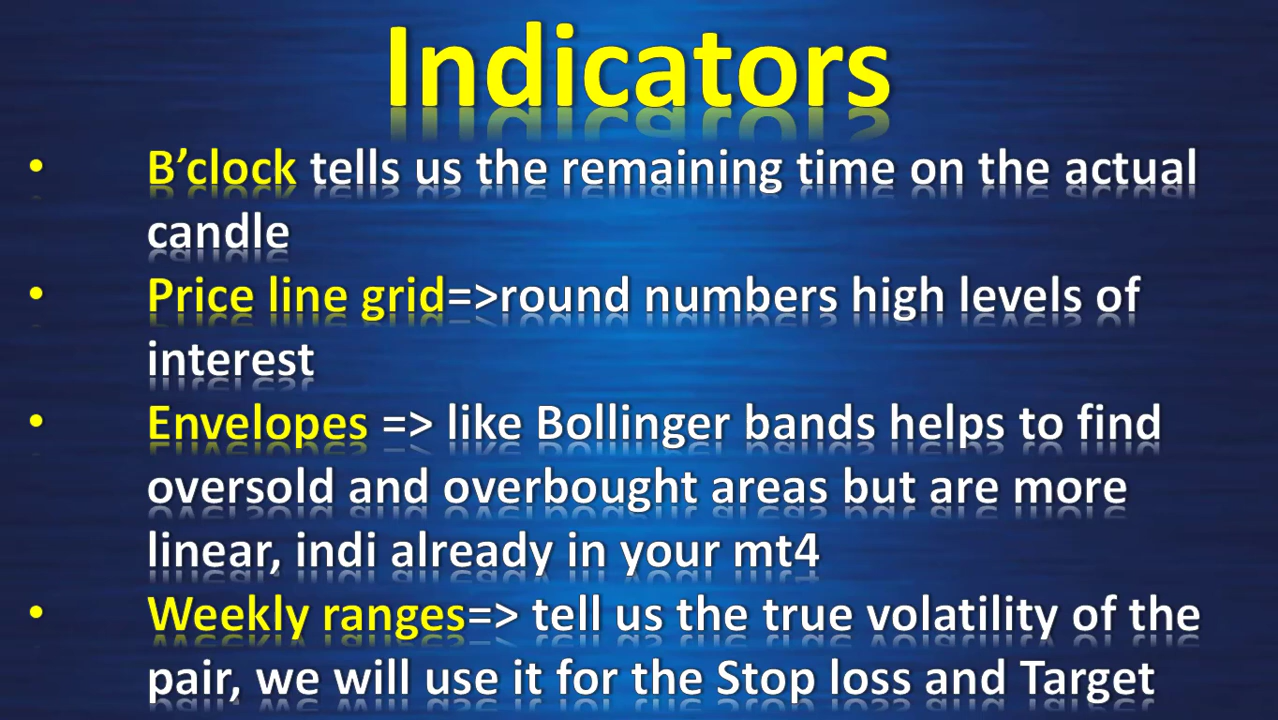 Indicators
• B’clock tells us the remaining time on the actual
candle
• Price line grid=>round numbers high levels of
interest
• Envelopes => like Bollinger bands helps to find
oversold and overbought areas but are more
linear, indi already in your mt4
• Weekly ranges=> tell us the true volatility of the
pair, we will use it for the Stop loss and Target